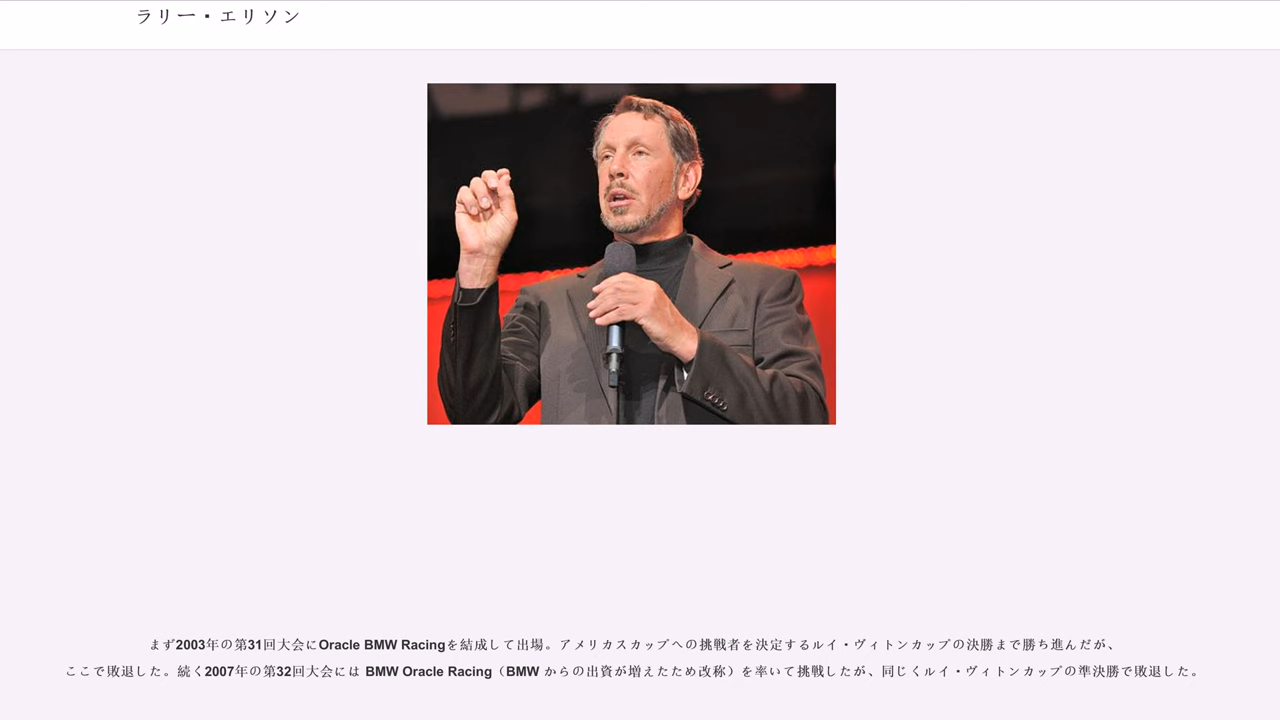 ラリー・エリソン
まず2003年の第31回大会にOracle BMW Racingを結成して出場。アメリカスカップへの挑戦者を決定するルイ・ヴィトンカップの決勝まで勝ち進んだが、
ここで敗退した。続く2007年の第32回大会には BMW Oracle Racing（BMW からの出資が増えたため改称）を率いて挑戦したが、同じくルイ・ヴィトンカップの準決勝で敗退した。